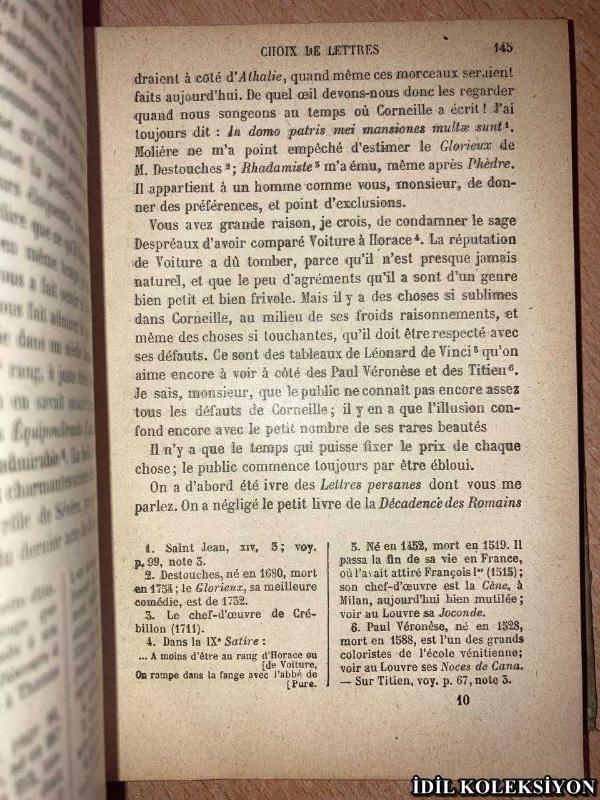 CHOIX DE LETTRES 145
draient à côté d'Athalie, quand même ces morceaux seraient
faits aujourd'hui. De quel œil devons-nous donc les regarder
quand nous songeons au temps où Corneille a écrit! J'ai
toujours dit : In domo patris mei mansiones multæ sunt¹.
Molière ne m'a point empêché d'estimer le Glorieux de
M. Destouches²; Rhadamiste³ m'a ému, même après Phèdre.
Il appartient à un homme comme vous, monsieur, de don-
ner des préférences, et point d'exclusions.
Vous avez grande raison, je crois, de condamner le sage
Despréaux d'avoir comparé Voiture à Horace⁴. La réputation
de Voiture a dû tomber, parce qu'il n'est presque jamais
naturel, et que le peu d'agréments qu'il a sont d'un genre
bien petit et bien frivole. Mais il y a des choses si sublimes
dans Corneille, au milieu de ses froids raisonnements, et
même des choses si touchantes, qu'il doit être respecté avec
ses défauts. Ce sont des tableaux de Léonard de Vinci⁵ qu'on
aime encore à voir à côté des Paul Véronèse et des Titien⁶.
Je sais, monsieur, que le public ne connaît pas encore assez
tous les défauts de Corneille; il y en a que l'illusion con-
fond encore avec le petit nombre de ses rares beautés
Il n'y a que le temps qui puisse fixer le prix de chaque
chose; le public commence toujours par être ébloui.
On a d'abord été ivre des Lettres persanes dont vous me
parlez. On a négligé le petit livre de la Décadence des Romains
1. Saint Jean, XIV, 3; voy.
p. 99, note 3.
2. Destouches, né en 1680, mort
en 1754; le Glorieux, sa meilleure
comédie, est de 1732.
3. Le chef-d'œuvre de Cré-
billon (1711).
4. Dans la IXe Satire :
... A moins d'être au rang d'Horace ou
[de Voiture,
On rampe dans la fange avec l'abbé de
[Pure.
5. Né en 1452, mort en 1519. Il
passa la fin de sa vie en France,
où l'avait attiré François Ier (1515);
son chef-d'œuvre est la Cène, à
Milan, aujourd'hui bien mutilée;
voir au Louvre sa Joconde.
6. Paul Véronèse, né en 1528,
mort en 1588, est l'un des grands
coloristes de l'école vénitienne;
voir au Louvre ses Noces de Cana.
— Sur Titien, voy. p. 67, note 3.
10
İDİL KOLEKSİYON